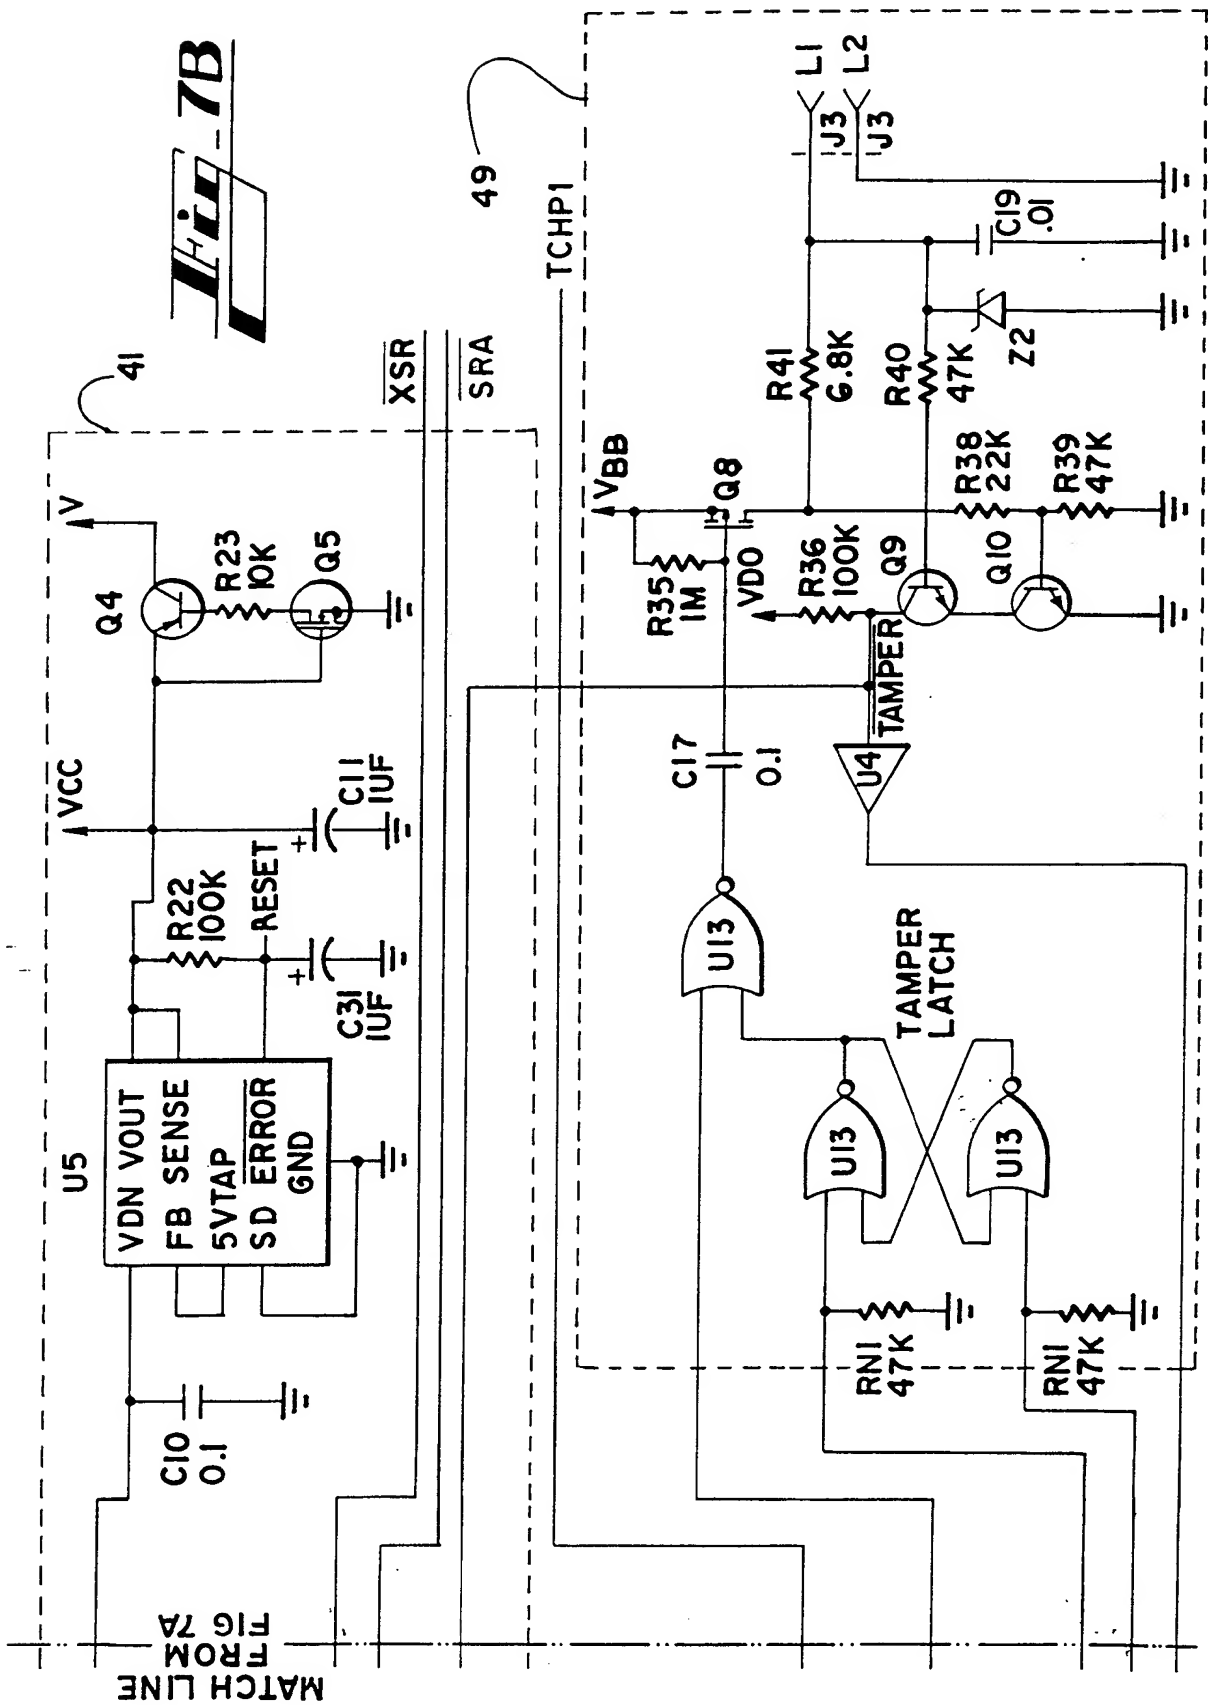 Fig 7B
41
49
U5
VDN VOUT
FB SENSE
5VTAP
SD ERROR
GND
C10
0.1
R22
100K
RESET
C31
1UF
VCC
C11
1UF
Q4
V
R23
10K
Q5
XSR
SRA
TCHP1
MATCH LINE
FROM
FIG 7A
RN1
47K
RN1
47K
U13
U13
TAMPER
LATCH
U13
C17
0.1
U4
TAMPER
R35
1M
VBB
Q8
VDO
R36
100K
Q9
Q10
R38
22K
R39
47K
R41
6.8K
R40
47K
Z2
C19
.01
J3
J3
L1
L2